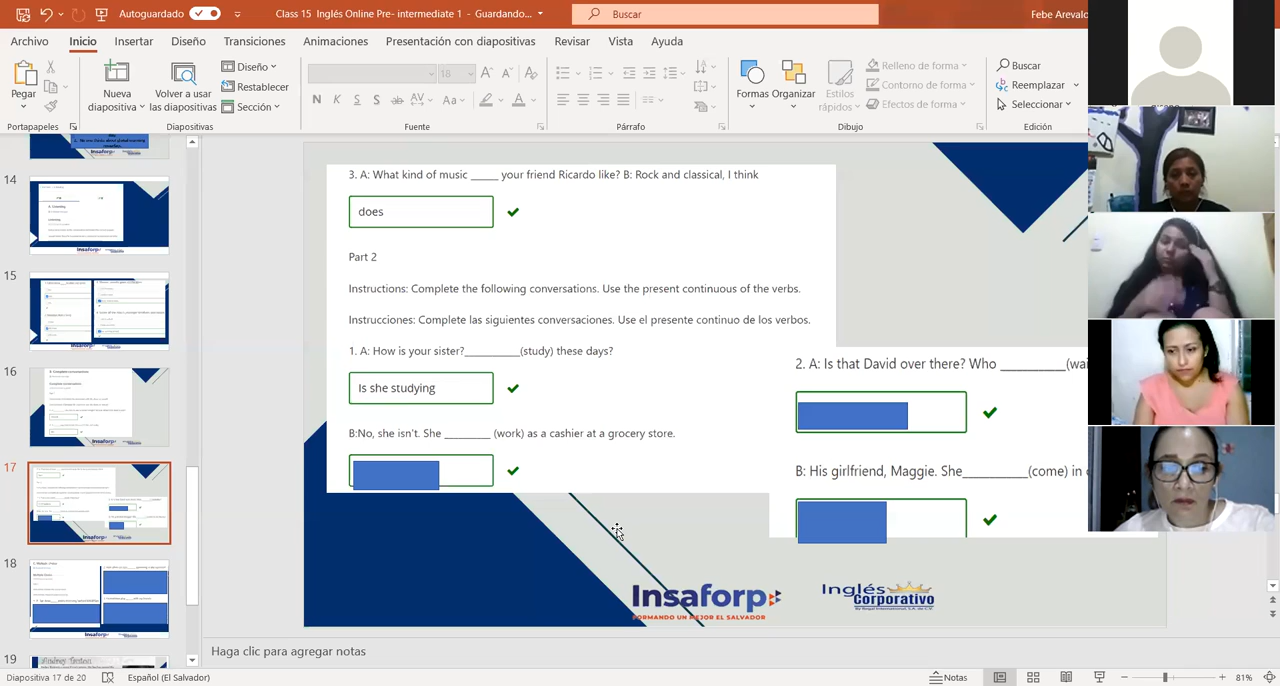 Autoguardado
Class 15 Inglés Online Pre- intermediate 1 - Guardando...
Buscar
Febe Arevalo
Archivo Inicio Insertar Diseño Transiciones Animaciones Presentación con diapositivas Revisar Vista Ayuda
Pegar
Nueva diapositiva
Volver a usar las diapositivas
Diseño
Restablecer
Sección
18
N K S S ab AV Aa A
Formas Organizar Estilos rápidos
Relleno de forma
Contorno de forma
Efectos de forma
Buscar
Reemplazar
Seleccionar
Portapapeles Diapositivas Fuente Párrafo Dibujo Edición
14
15
16
17
18
19
3. A: What kind of music _____ your friend Ricardo like? B: Rock and classical, I think
does
Part 2
Instructions: Complete the following conversations. Use the present continuous of the verbs.
Instrucciones: Complete las siguientes conversaciones. Use el presente continuo de los verbos
1. A: How is your sister?__________(study) these days?
Is she studying
B:No, she isn't. She ________ (work) as a cashier at a grocery store.
2. A: Is that David over there? Who __________(wai
B: His girlfriend, Maggie. She__________(come) in
Insaforp
FORMANDO UN MEJOR EL SALVADOR
Inglés
Corporativo
Haga clic para agregar notas
Diapositiva 17 de 20 Español (El Salvador) Notas 81%